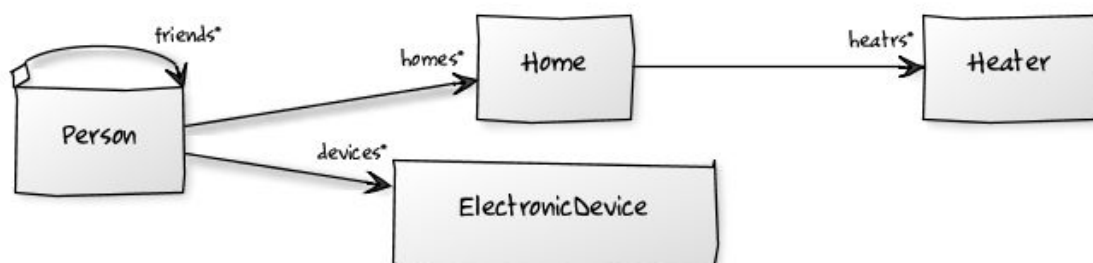 friends*
homes*
Home
heatrs*
Heater
Person
devices*
ElectronicDevice